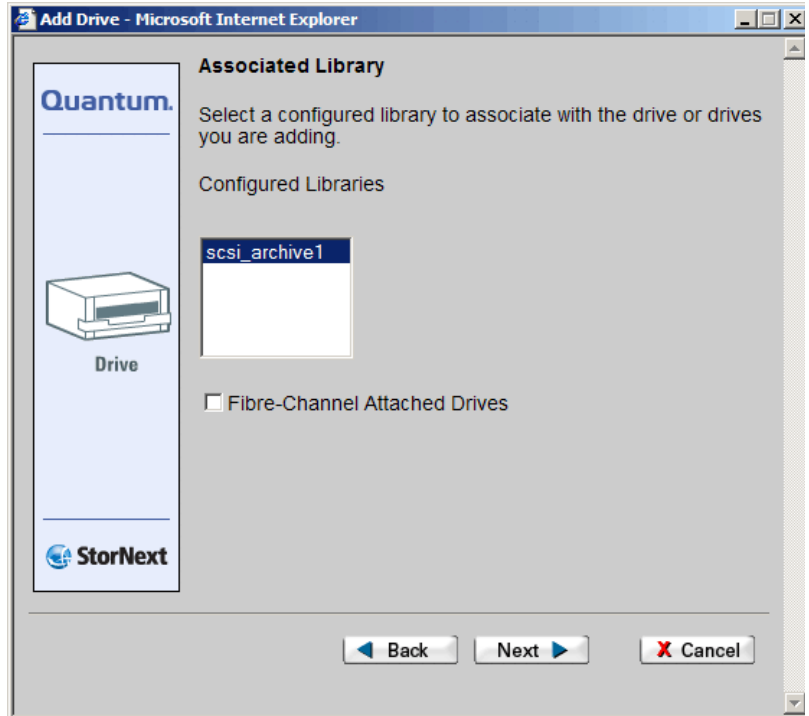 Add Drive - Microsoft Internet Explorer
Quantum.
Drive
StorNext
Associated Library
Select a configured library to associate with the drive or drives
you are adding.
Configured Libraries
scsi_archive1
Fibre-Channel Attached Drives
Back
Next
X Cancel